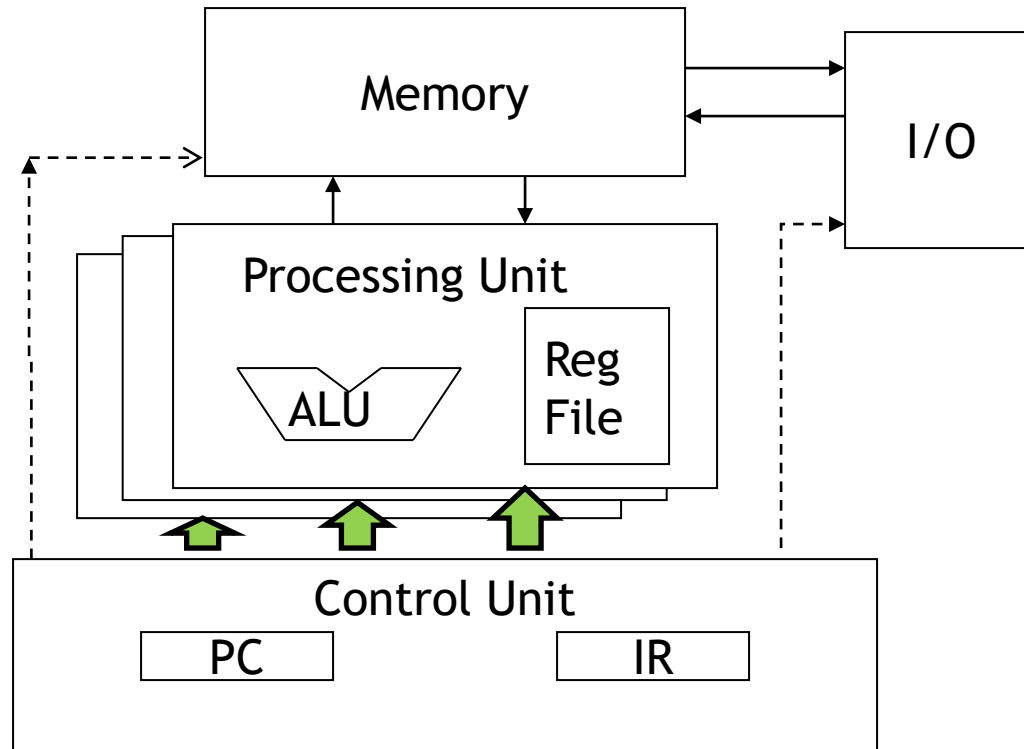 Memory
I/O
Processing Unit
ALU
Reg
File
Control Unit
PC
IR